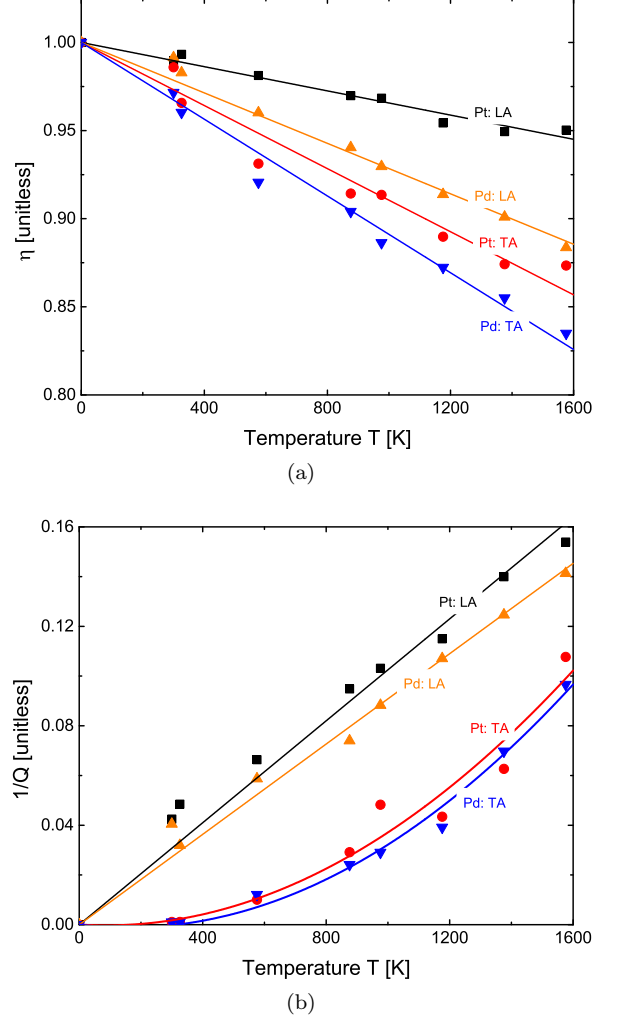 1.00
0.95
0.90
0.85
0.80
η [unitless]
Pt: LA
Pd: LA
Pt: TA
Pd: TA
0 400 800 1200 1600
Temperature T [K]
(a)
0.16
0.12
0.08
0.04
0.00
1/Q [unitless]
Pt: LA
Pd: LA
Pt: TA
Pd: TA
0 400 800 1200 1600
Temperature T [K]
(b)